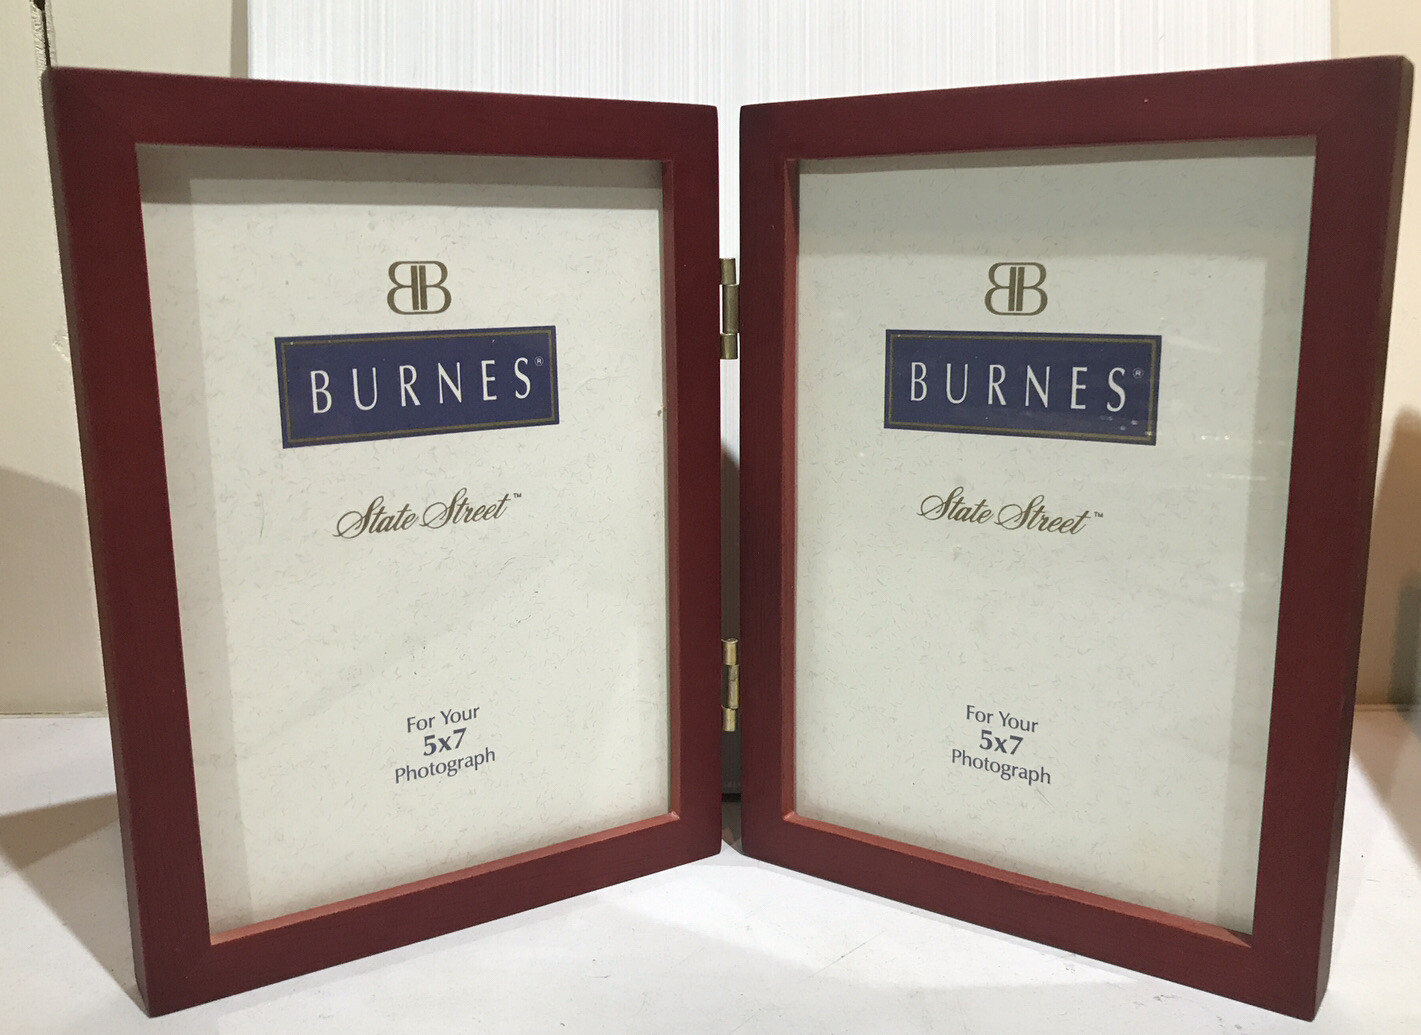 BB
BURNES®
State Street™
For Your
5x7
Photograph
BB
BURNES®
State Street™
For Your
5x7
Photograph